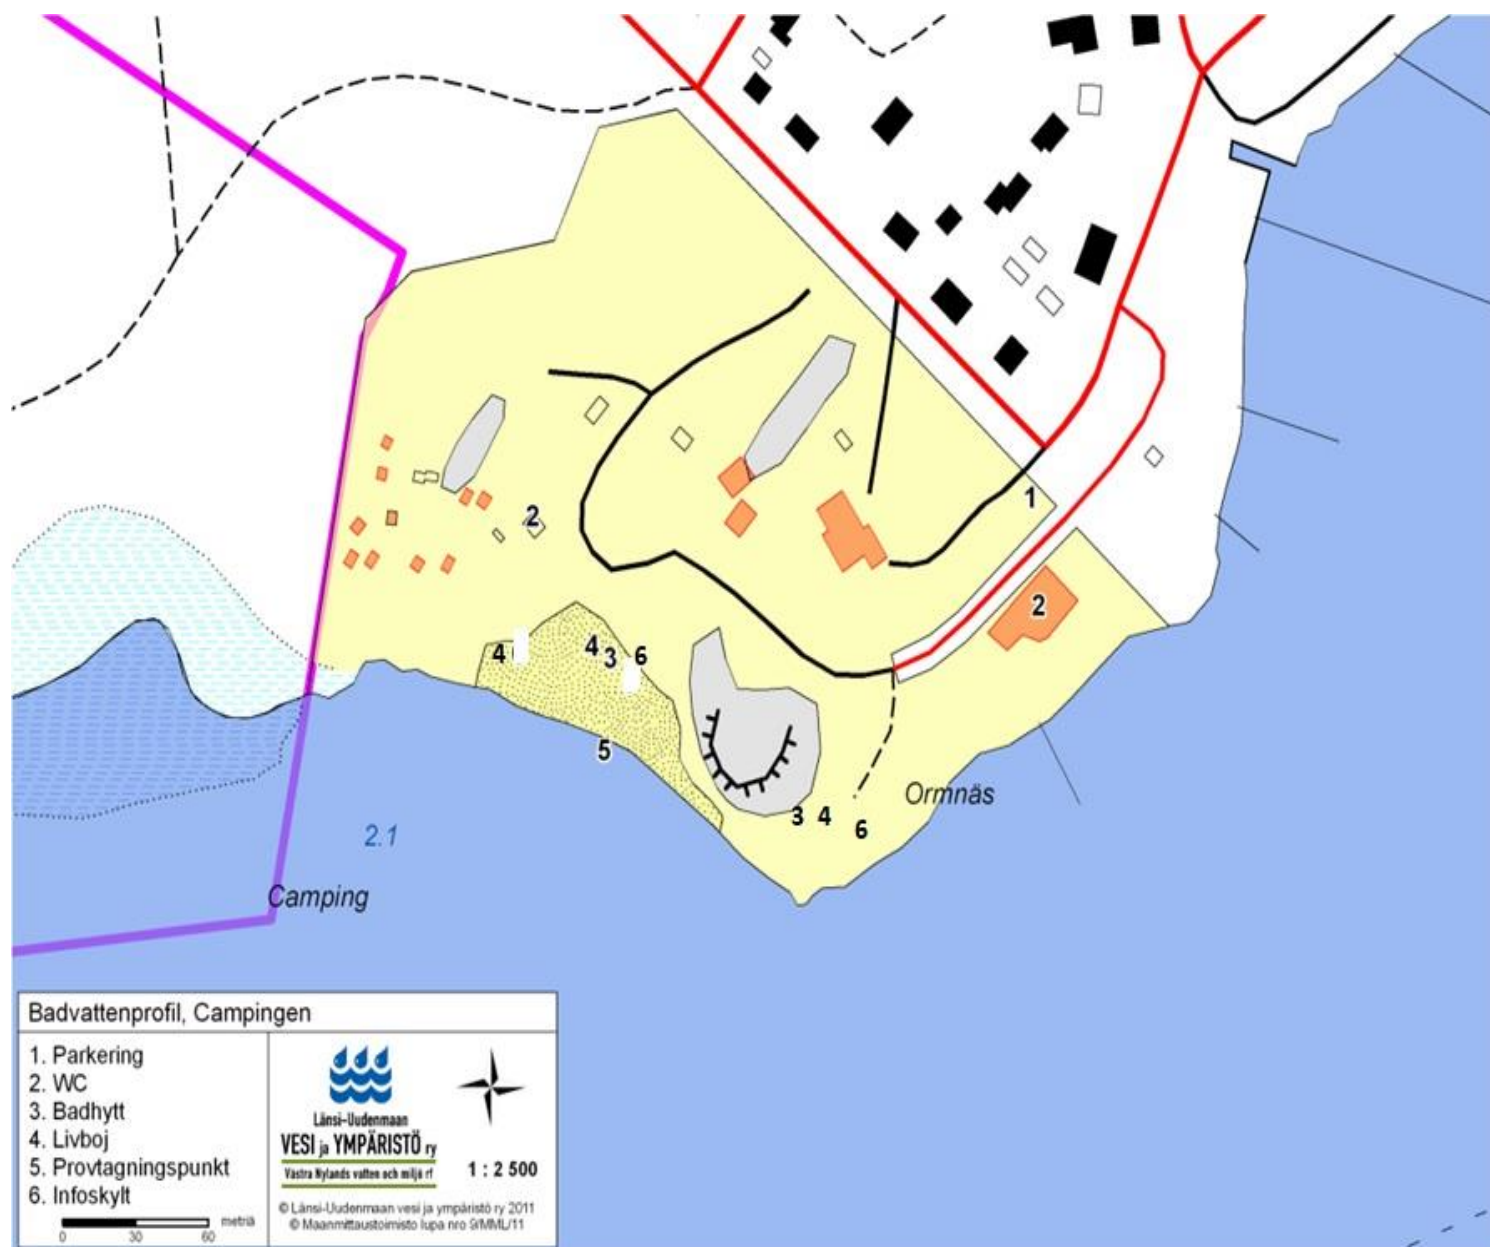 1
2
2
4
4
3
6
5
3
4
6
Ormnäs
2.1
Camping
Badvattenprofil, Campingen
1. Parkering
2. WC
3. Badhytt
4. Livboj
5. Provtagningspunkt
6. Infoskylt
0 30 60 metriä
Länsi-Uudenmaan
VESI ja YMPÄRISTÖ ry
Västra Nylands vatten och miljö rf
1 : 2 500
© Länsi-Uudenmaan vesi ja ympäristö ry 2011
© Maanmittaustoimisto lupa nro 9/MML/11